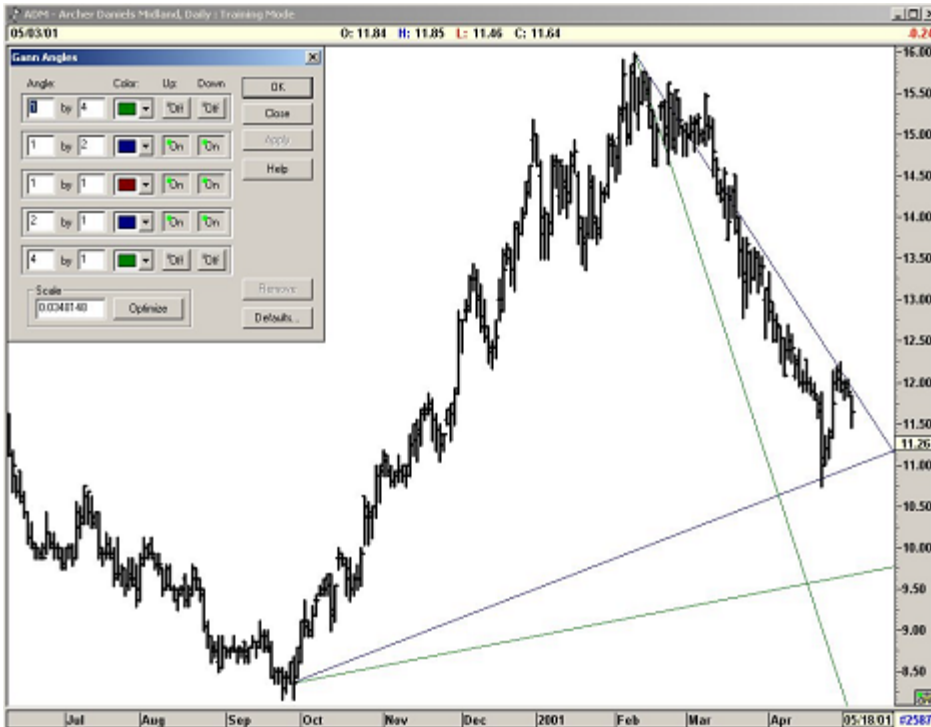 ADM - Archer Daniels Midland, Daily : Training Mode
05/03/01 O: 11.84 H: 11.85 L: 11.46 C: 11.64 -0.24
Gann Angles
Angle: Color: Up: Down
1 by 4 Off Off
1 by 2 On On
1 by 1 On On
2 by 1 On On
4 by 1 Off Off
Scale
Optimize
OK
Close
Apply
Help
Remove
Defaults...
16.00
15.50
15.00
14.50
14.00
13.50
13.00
12.50
12.00
11.50
11.26
11.00
10.50
10.00
9.50
9.00
8.50
Jul Aug Sep Oct Nov Dec 2001 Feb Mar Apr 05/18/01 #2587